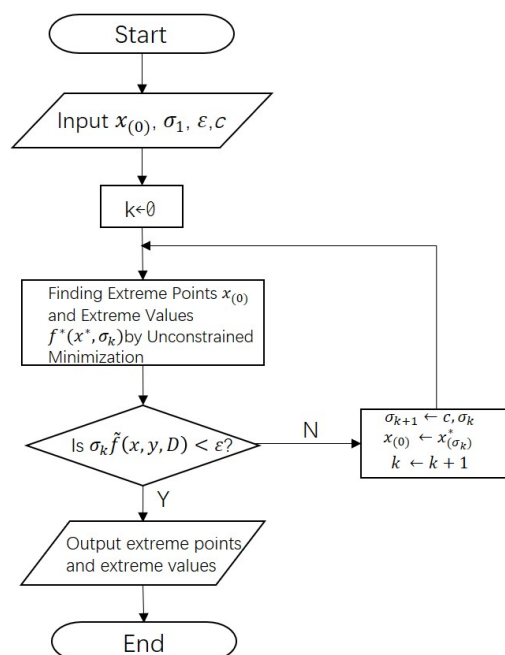 Start
Input x₍₀₎, σ₁, ε,c
k←0
Finding Extreme Points x₍₀₎
and Extreme Values
f*(x*, σₖ)by Unconstrained
Minimization
Is σₖf̃(x, y, D) < ε?
N
σₖ₊₁ ← c, σₖ
x₍₀₎ ← x*₍σₖ₎
k ← k + 1
Y
Output extreme points
and extreme values
End